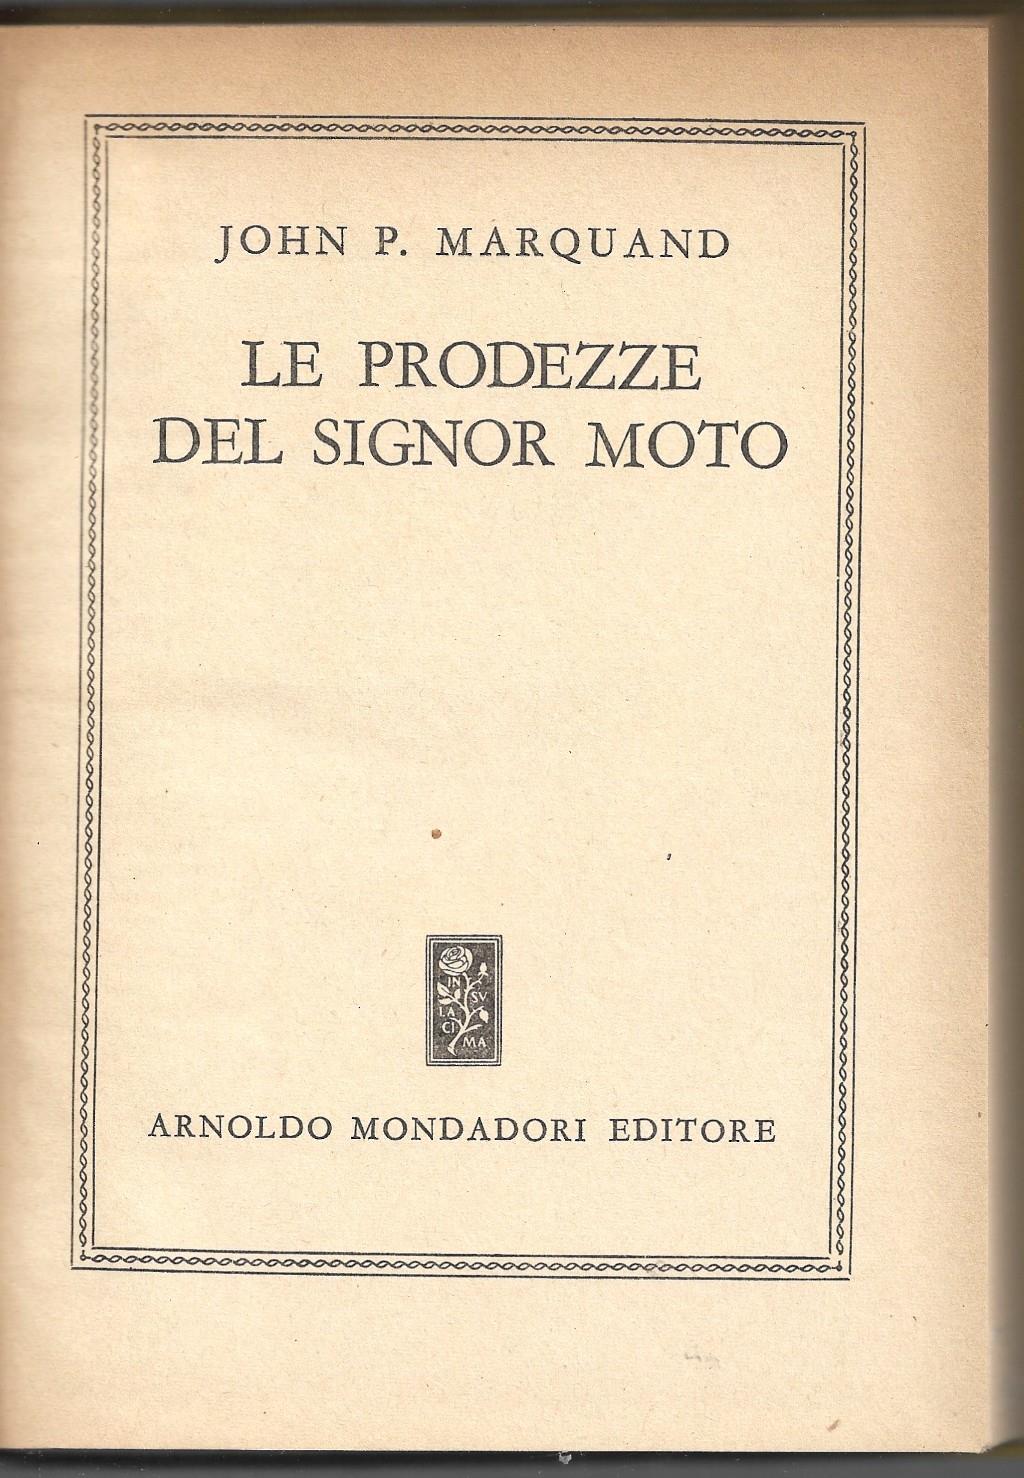 JOHN P. MARQUAND
LE PRODEZZE
DEL SIGNOR MOTO
IN
SV
LA
CI
MA
ARNOLDO MONDADORI EDITORE